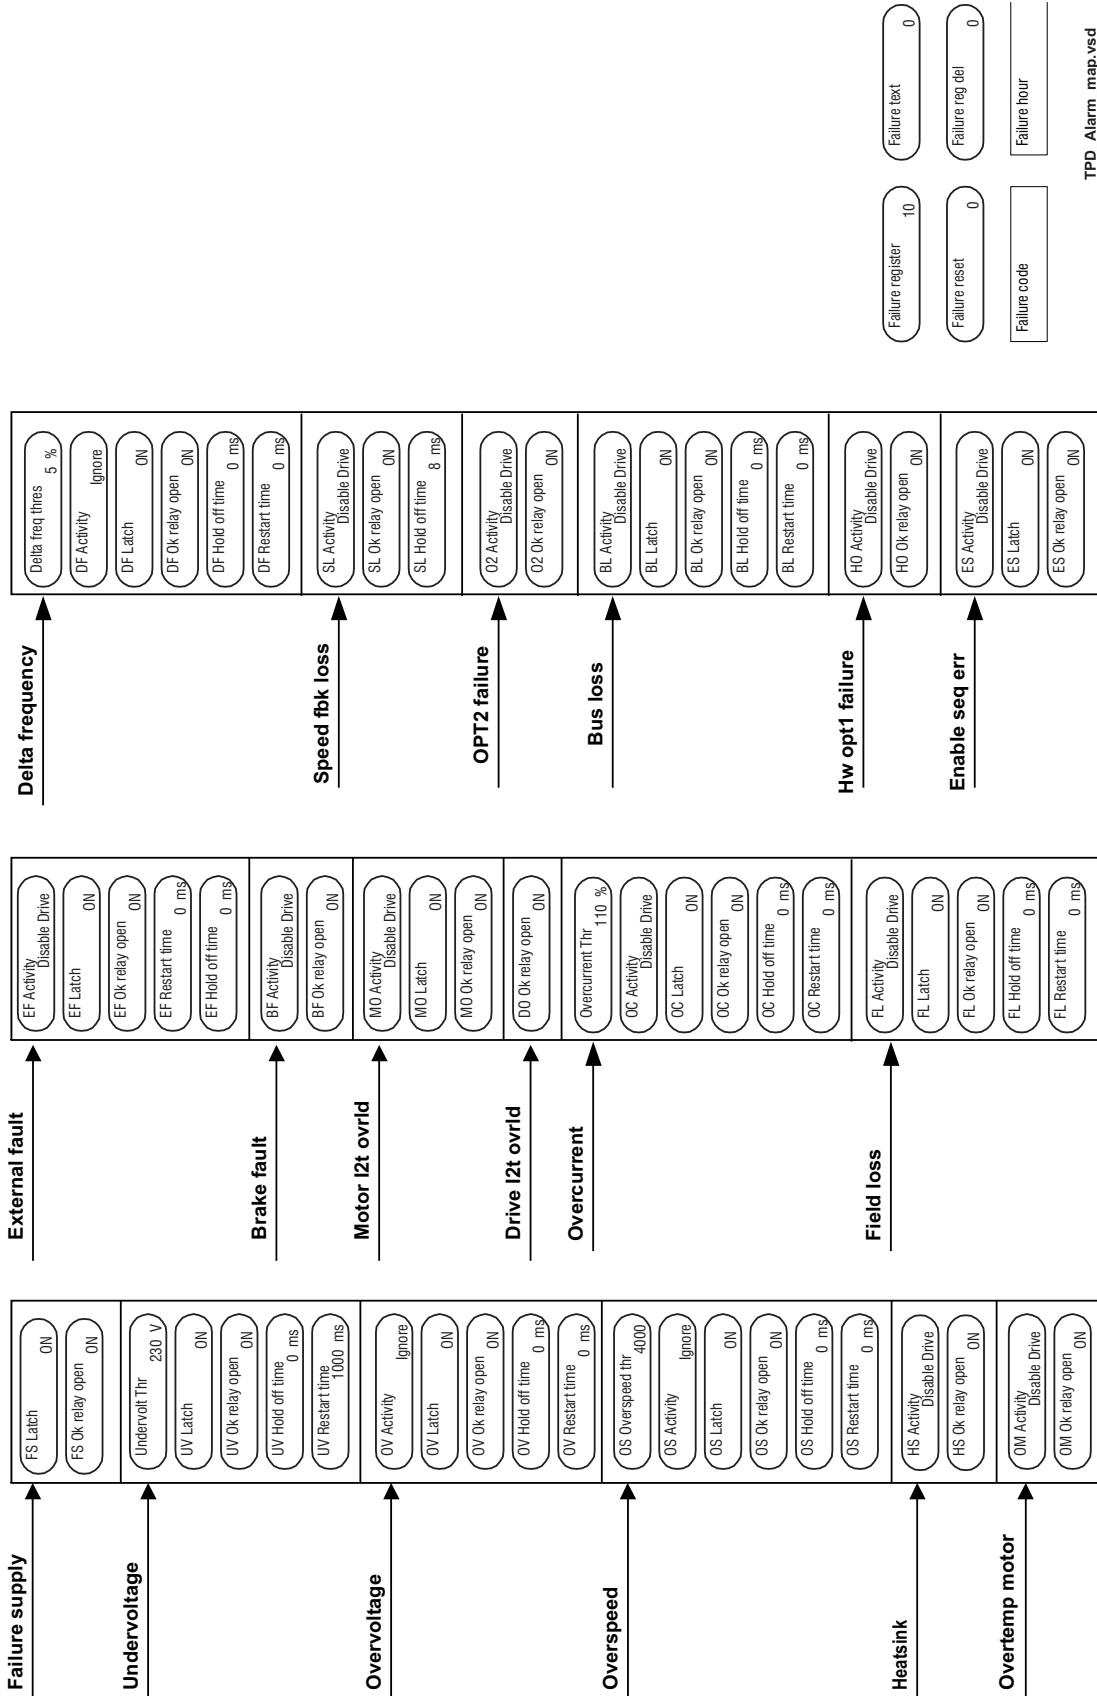 Failure supply
FS Latch
ON
FS Ok relay open
ON
Undervoltage
Undervolt Thr
230 V
UV Latch
ON
UV Ok relay open
ON
UV Hold off time
0 ms
UV Restart time
1000 ms
Overvoltage
OV Activity
Ignore
OV Latch
ON
OV Ok relay open
ON
OV Hold off time
0 ms
OV Restart time
0 ms
Overspeed
OS Overspeed thr
4000
OS Activity
Ignore
OS Latch
ON
OS Ok relay open
ON
OS Hold off time
0 ms
OS Restart time
0 ms
Heatsink
HS Activity
Disable Drive
HS Ok relay open
ON
Overtemp motor
OM Activity
Disable Drive
OM Ok relay open
ON
External fault
EF Activity
Disable Drive
EF Latch
ON
EF Ok relay open
ON
EF Restart time
0 ms
EF Hold off time
0 ms
Brake fault
BF Activity
Disable Drive
BF Ok relay open
ON
Motor I2t ovrld
MO Activity
Disable Drive
MO Latch
ON
MO Ok relay open
ON
Drive I2t ovrld
DO Ok relay open
ON
Overcurrent
Overcurrent Thr
110 %
OC Activity
Disable Drive
OC Latch
ON
OC Ok relay open
ON
OC Hold off time
0 ms
OC Restart time
0 ms
Field loss
FL Activity
Disable Drive
FL Latch
ON
FL Ok relay open
ON
FL Hold off time
0 ms
FL Restart time
0 ms
Delta frequency
Delta freq thres
5 %
DF Activity
Ignore
DF Latch
ON
DF Ok relay open
ON
DF Hold off time
0 ms
DF Restart time
0 ms
Speed fbk loss
SL Activity
Disable Drive
SL Ok relay open
ON
SL Hold off time
8 ms
OPT2 failure
O2 Activity
Disable Drive
O2 Ok relay open
ON
Bus loss
BL Activity
Disable Drive
BL Latch
ON
BL Ok relay open
ON
BL Hold off time
0 ms
BL Restart time
0 ms
Hw opt1 failure
HO Activity
Disable Drive
HO Ok relay open
ON
Enable seq err
ES Activity
Disable Drive
ES Latch
ON
ES Ok relay open
ON
Failure register
10
Failure text
0
Failure reset
0
Failure reg del
0
Failure code
Failure hour
TPD Alarm map.vsd